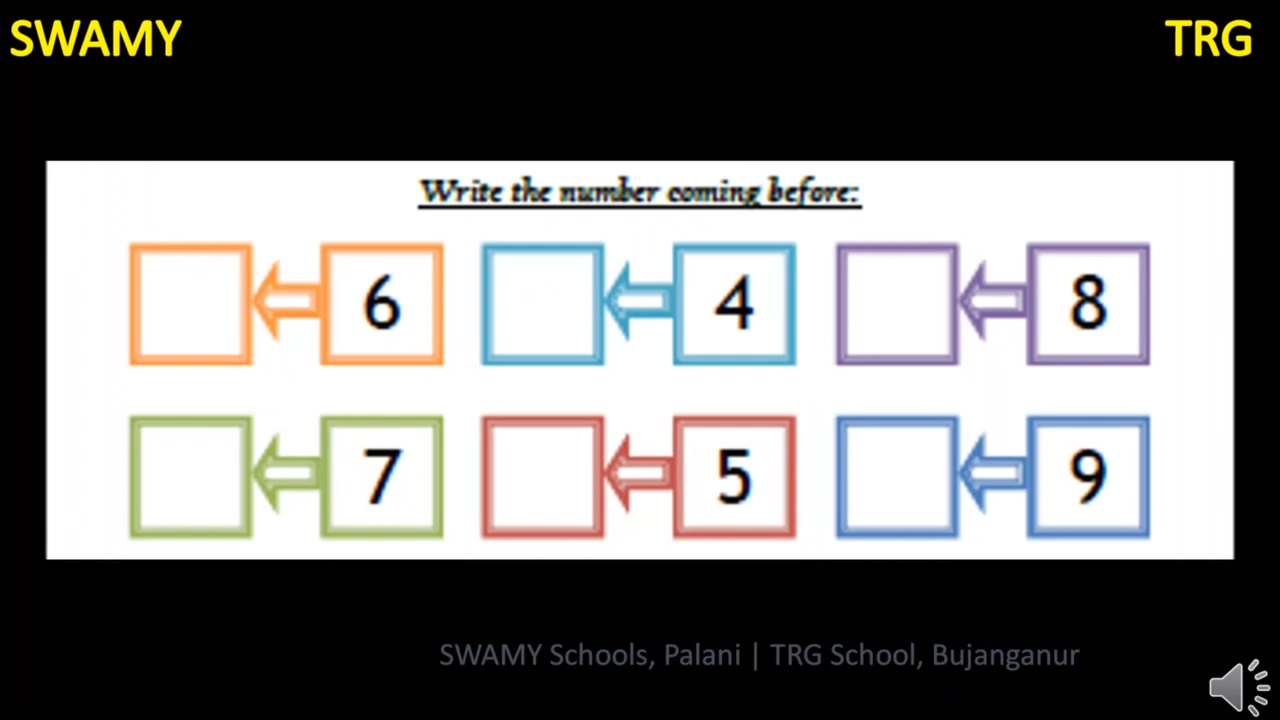 SWAMY TRG
Write the number coming before:
6 4 8
7 5 9
SWAMY Schools, Palani | TRG School, Bujanganur